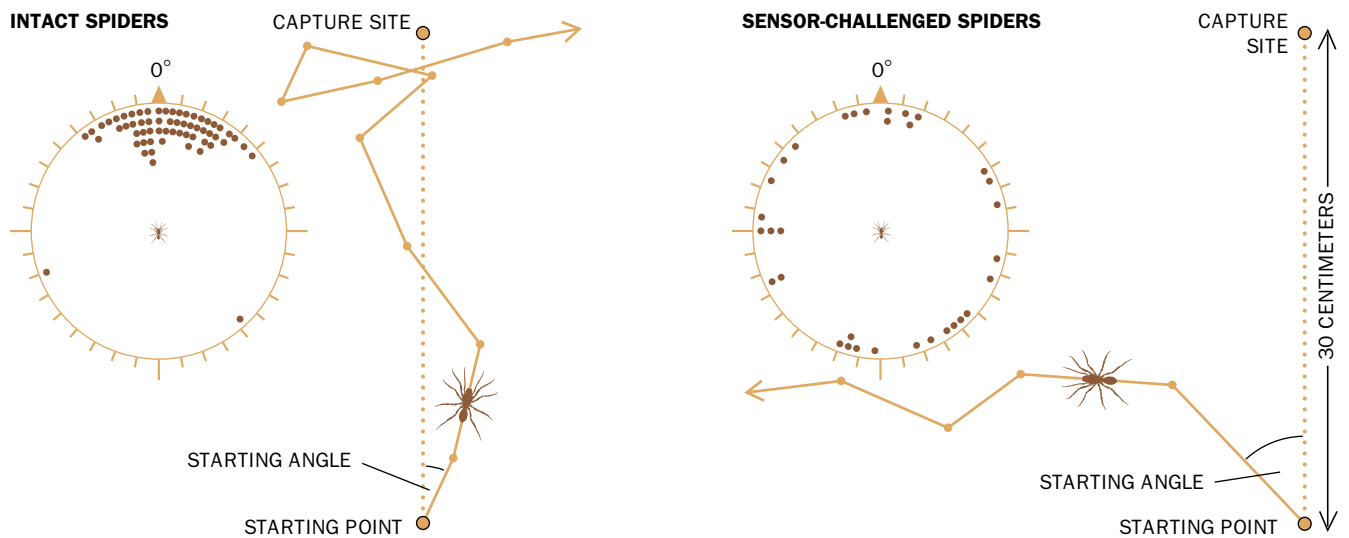 INTACT SPIDERS
CAPTURE SITE
0°
STARTING ANGLE
STARTING POINT
SENSOR-CHALLENGED SPIDERS
CAPTURE
SITE
0°
30 CENTIMETERS
STARTING ANGLE
STARTING POINT